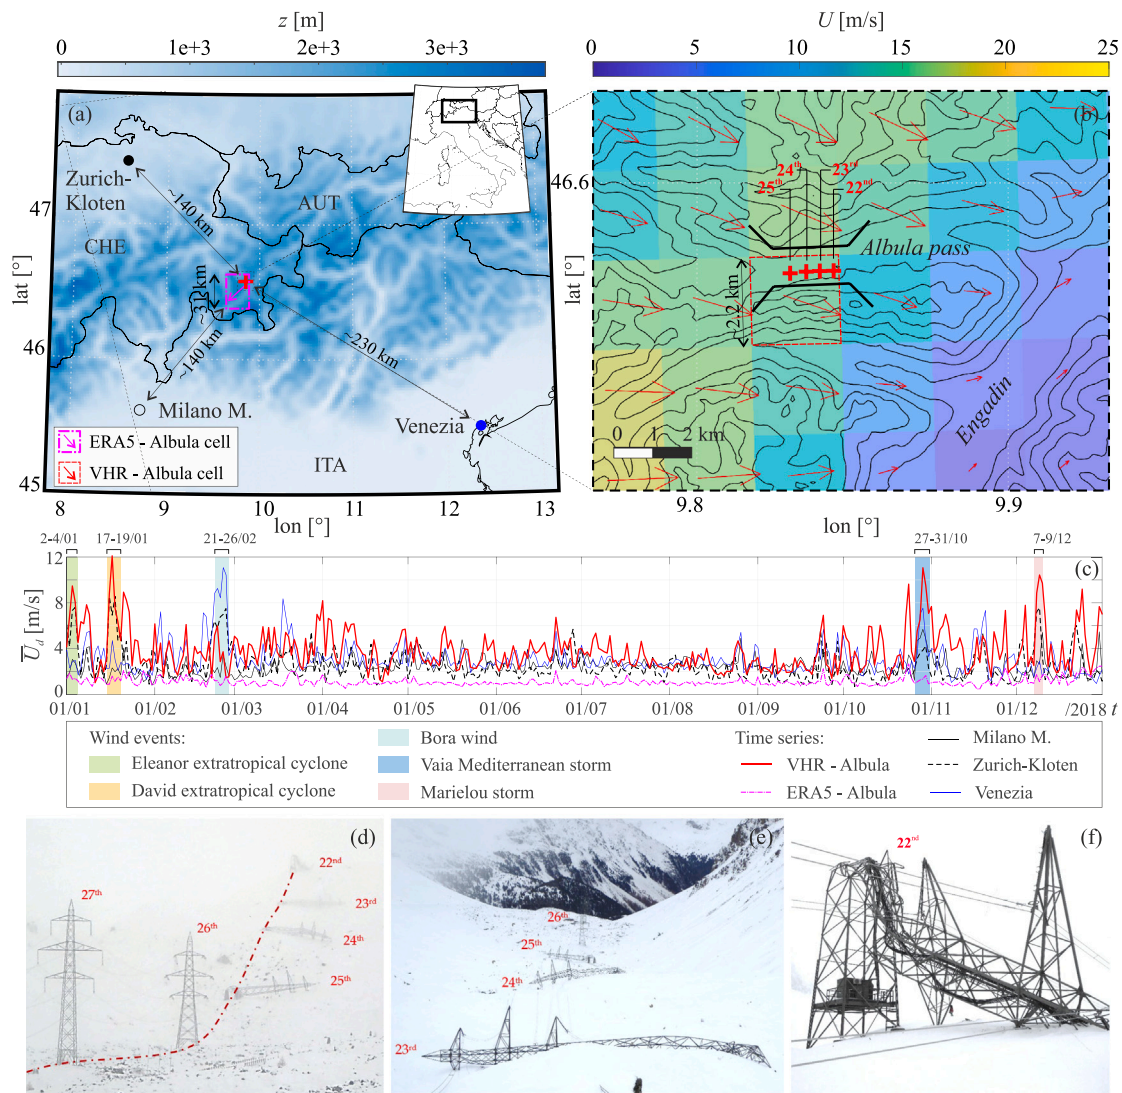 z [m]
0 1e+3 2e+3 3e+3
U [m/s]
0 5 10 15 20 25
(a)
Zurich-
Kloten
~140 km
AUT
CHE
~31 km
~140 km
~230 km
Milano M.
Venezia
ITA
ERA5 - Albula cell
VHR - Albula cell
lat [°]
47
46
45
8 9 10 11 12 13
lon [°]
(b)
24th
23rd
25th
22nd
Albula pass
~2.2 km
Engadin
0 1 2 km
46.6
lat [°]
9.8 9.9
lon [°]
2-4/01 17-19/01 21-26/02 27-31/10 7-9/12
(c)
U̅L [m/s]
12
8
4
0
01/01 01/02 01/03 01/04 01/05 01/06 01/07 01/08 01/09 01/10 01/11 01/12 /2018 t
Wind events:
Eleanor extratropical cyclone
David extratropical cyclone
Bora wind
Vaia Mediterranean storm
Marielou storm
Time series:
VHR - Albula
ERA5 - Albula
Milano M.
Zurich-Kloten
Venezia
(d)
22nd
27th
23rd
26th
24th
25th
(e)
26th
25th
24th
23rd
(f)
22nd